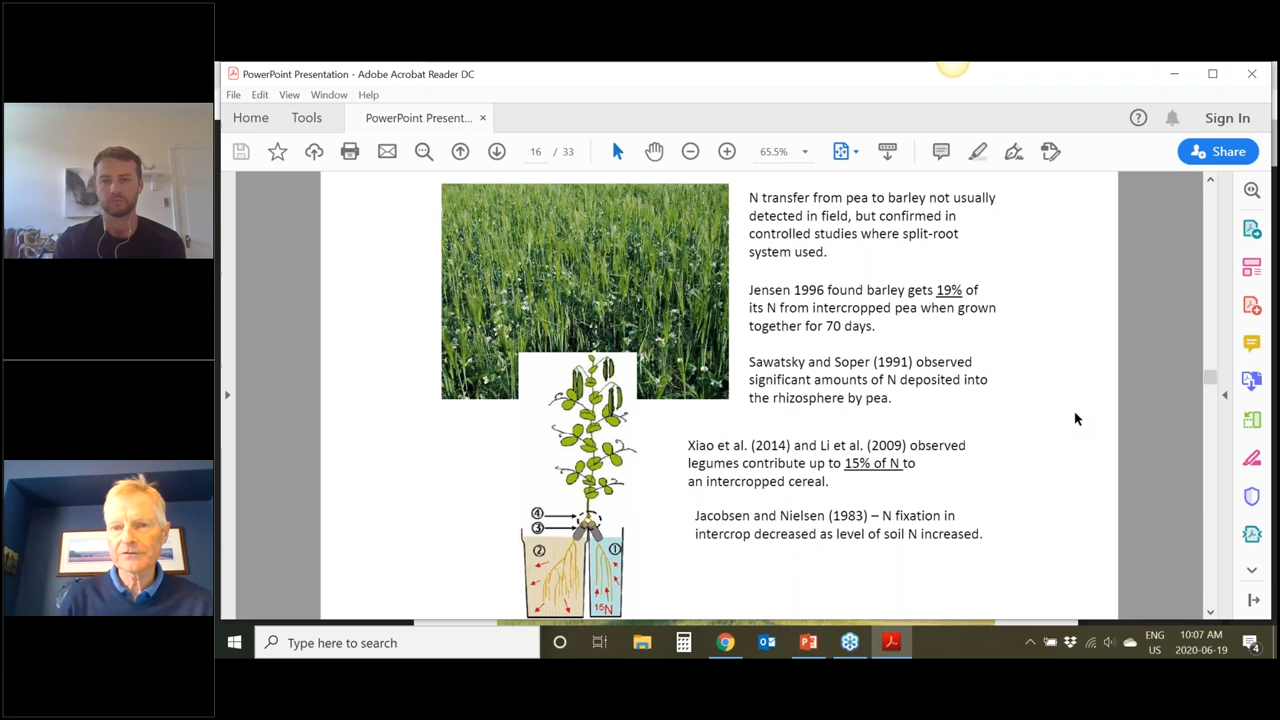 PowerPoint Presentation - Adobe Acrobat Reader DC
File Edit View Window Help
Home Tools PowerPoint Present... × Sign In
16 / 33 65.5% Share
N transfer from pea to barley not usually
detected in field, but confirmed in
controlled studies where split-root
system used.
Jensen 1996 found barley gets 19% of
its N from intercropped pea when grown
together for 70 days.
Sawatsky and Soper (1991) observed
significant amounts of N deposited into
the rhizosphere by pea.
Xiao et al. (2014) and Li et al. (2009) observed
legumes contribute up to 15% of N to
an intercropped cereal.
Jacobsen and Nielsen (1983) – N fixation in
intercrop decreased as level of soil N increased.
④
③
② ①
¹⁵N
Type here to search
ENG 10:07 AM
US 2020-06-19
4